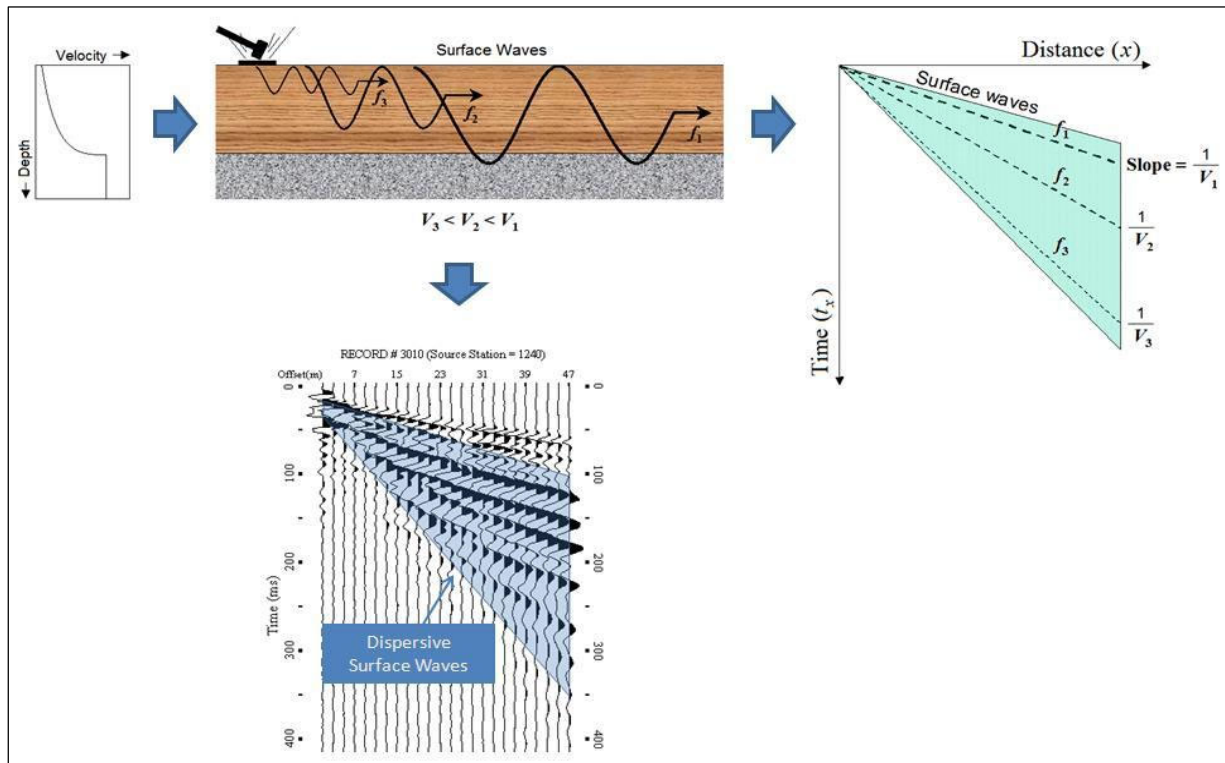 Velocity
Depth
Surface Waves
f₃
f₂
f₁
V₃ < V₂ < V₁
Distance (x)
Surface waves
f₁
Slope = 1/V₁
f₂
1/V₂
f₃
1/V₃
Time (tₓ)
RECORD # 3010 (Source Station = 1240)
Offset(m) 7 15 23 31 39 47
0 0
100 100
200 200
Time (ms)
Dispersive
Surface Waves
300 300
400 400